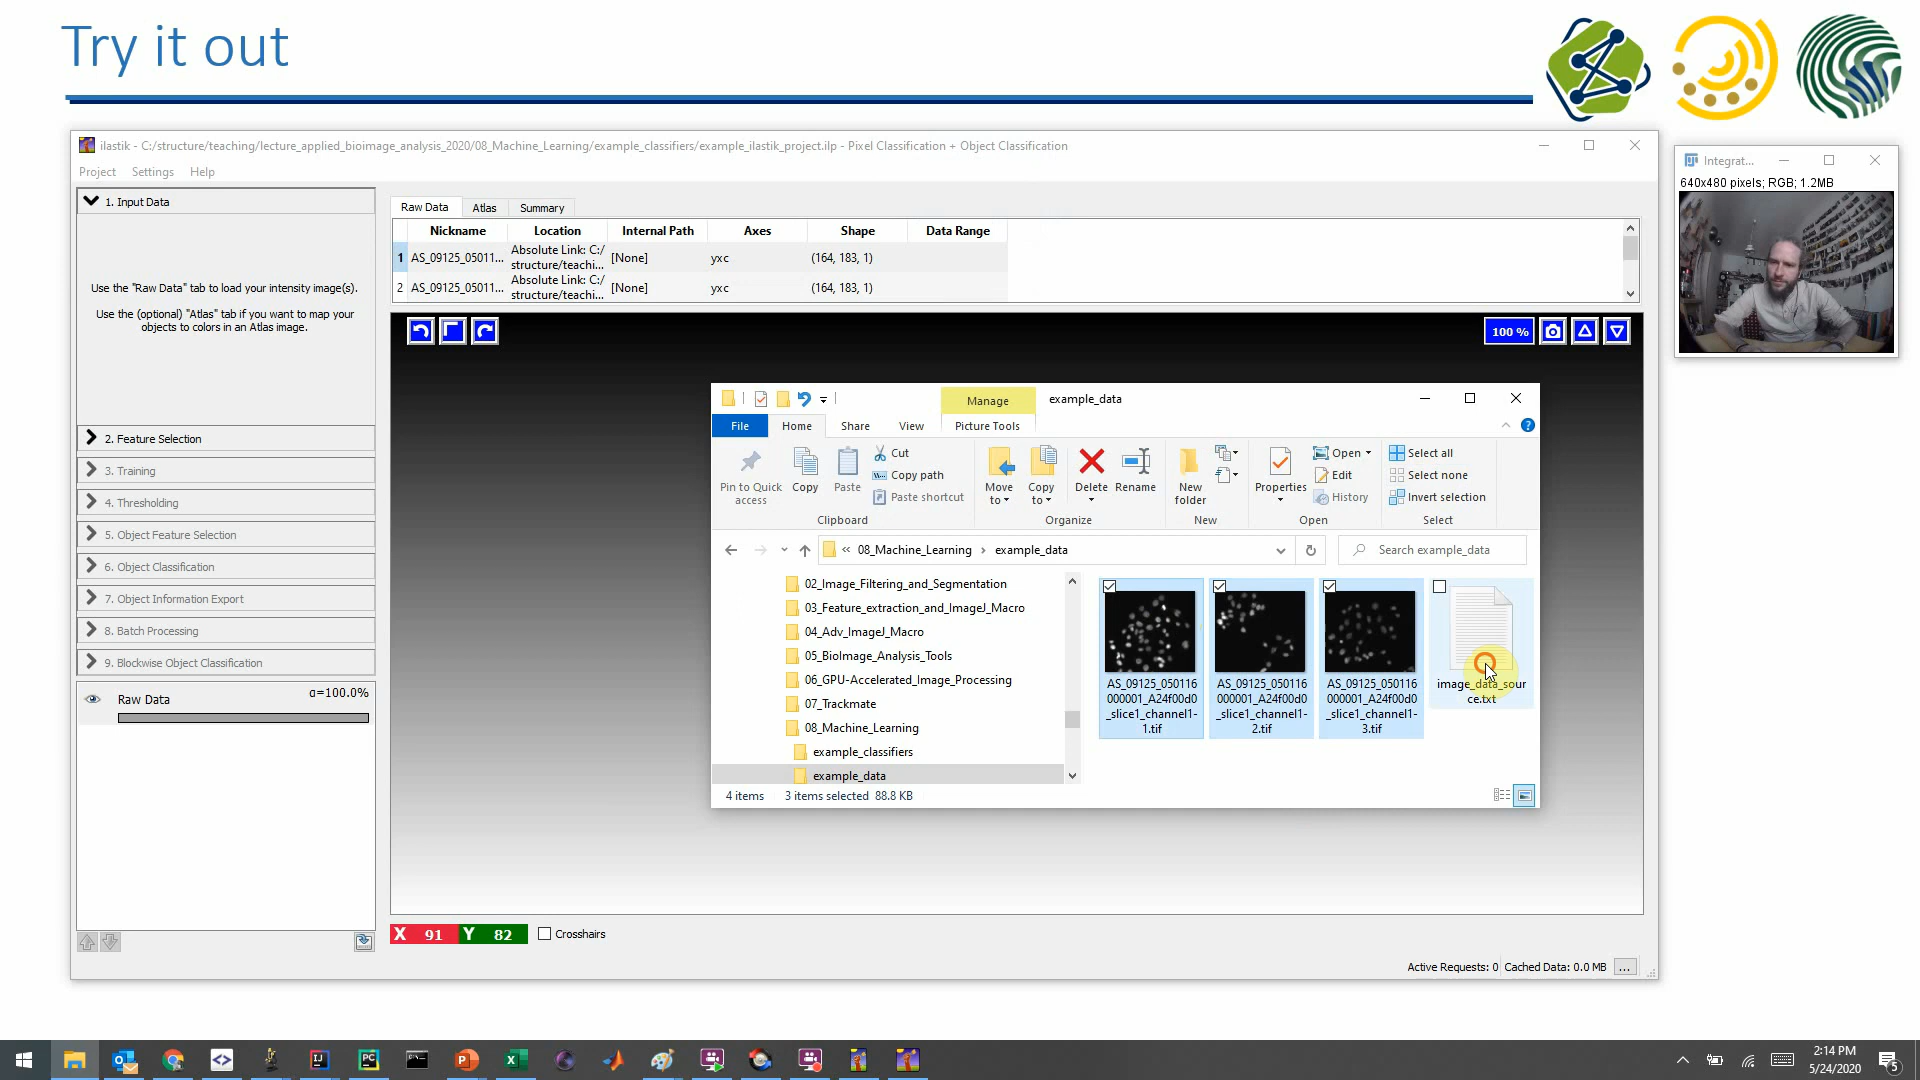 Try it out
ilastik - C:/structure/teaching/lecture_applied_bioimage_analysis_2020/08_Machine_Learning/example_classifiers/example_ilastik_project.ilp - Pixel Classification + Object Classification
Project Settings Help
1. Input Data
Use the "Raw Data" tab to load your intensity image(s).
Use the (optional) "Atlas" tab if you want to map your
objects to colors in an Atlas image.
2. Feature Selection
3. Training
4. Thresholding
5. Object Feature Selection
6. Object Classification
7. Object Information Export
8. Batch Processing
9. Blockwise Object Classification
Raw Data
α=100.0%
Raw Data Atlas Summary
Nickname Location Internal Path Axes Shape Data Range
1 AS_09125_05011... Absolute Link: C:/
structure/teachi... [None] yxc (164, 183, 1)
2 AS_09125_05011... Absolute Link: C:/
structure/teachi... [None] yxc (164, 183, 1)
100 %
Manage example_data
File Home Share View Picture Tools
Pin to Quick
access
Copy
Paste
Cut
Copy path
Paste shortcut
Clipboard
Move
to
Copy
to
Delete
Rename
Organize
New
folder
New
Properties
Open
Edit
History
Open
Select all
Select none
Invert selection
Select
« 08_Machine_Learning › example_data
Search example_data
02_Image_Filtering_and_Segmentation
03_Feature_extraction_and_ImageJ_Macro
04_Adv_ImageJ_Macro
05_BioImage_Analysis_Tools
06_GPU-Accelerated_Image_Processing
07_Trackmate
08_Machine_Learning
example_classifiers
example_data
AS_09125_050116
000001_A24f00d0
_slice1_channel1-
1.tif
AS_09125_050116
000001_A24f00d0
_slice1_channel1-
2.tif
AS_09125_050116
000001_A24f00d0
_slice1_channel1-
3.tif
image_data_sour
ce.txt
4 items 3 items selected 88.8 KB
X 91 Y 82 Crosshairs
Active Requests: 0 Cached Data: 0.0 MB ...
Integrat...
640x480 pixels; RGB; 1.2MB
2:14 PM
5/24/2020
5